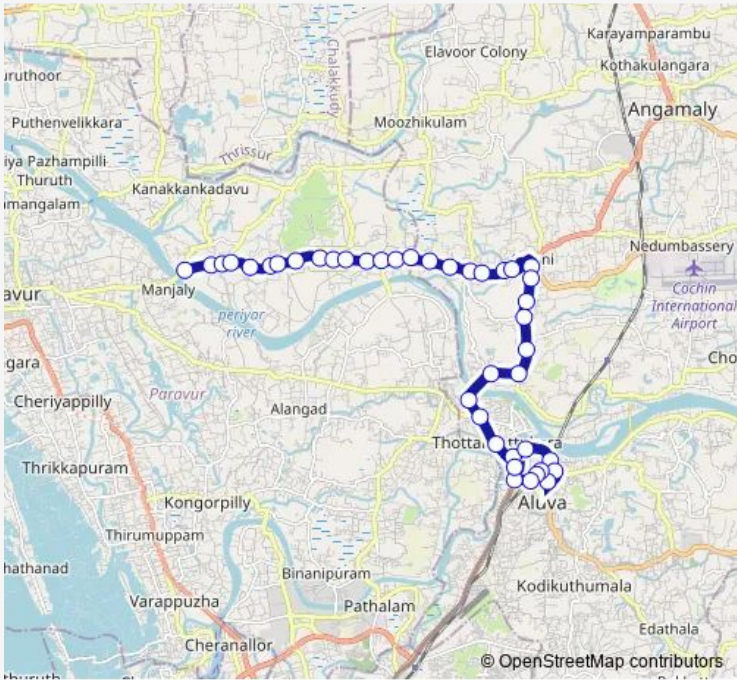 Karayamparambu
Elavoor Colony
Kothakulangara
uruthoor
Chalakkudy
Angamaly
Puthenvelikkara
Moozhikulam
Thrissur
iya Pazhampilli
Thuruth
Kanakkankadavu
mangalam
Nedumbassery
ni
Manjaly
Cochin
International
Airport
avur
periyar
river
gara
Cho
Paravur
Cheriyappilly
Alangad
Thrikkapuram
Kongorpilly
Aluva
Thirumuppam
hathanad
Binanipuram
Kodikuthumala
Varappuzha
Pathalam
Edathala
Cheranallor
© OpenStreetMap contributors